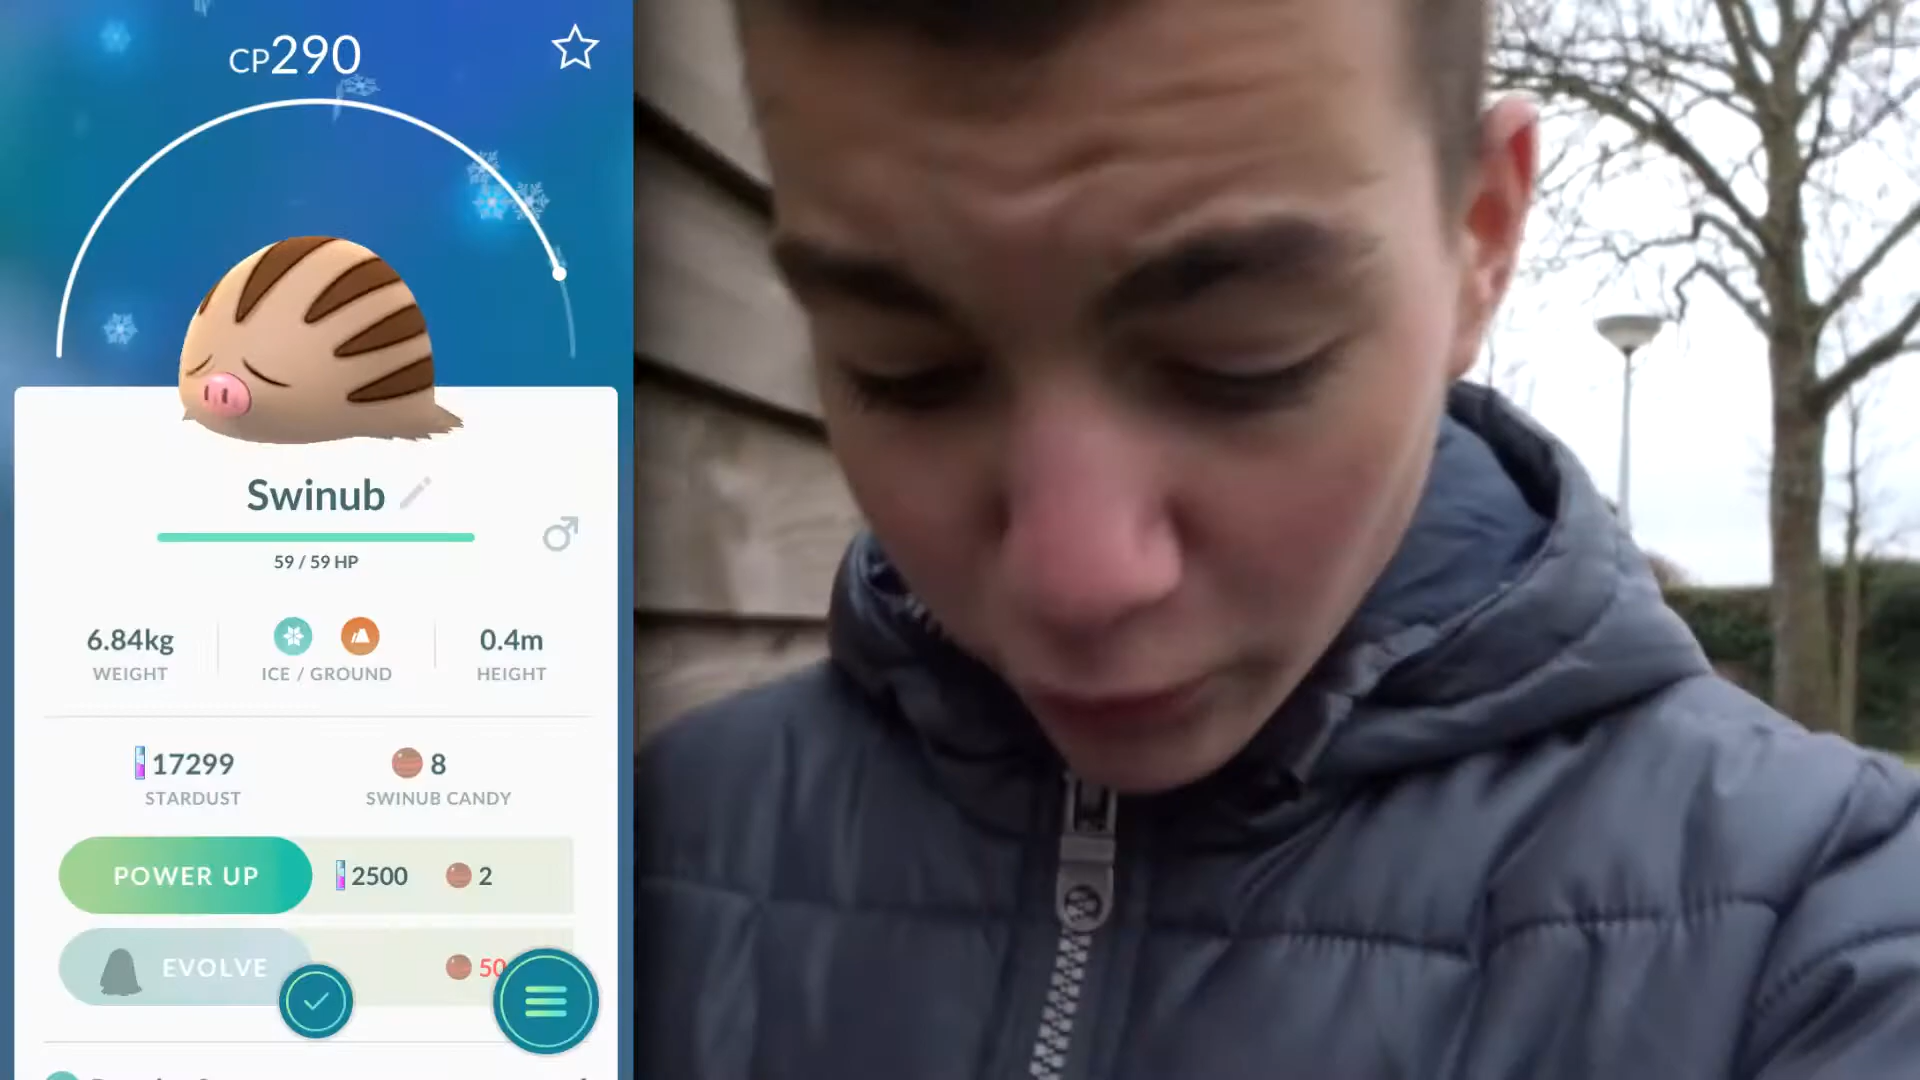 CP290
Swinub
59 / 59 HP
6.84kg
WEIGHT
ICE / GROUND
0.4m
HEIGHT
17299
STARDUST
8
SWINUB CANDY
POWER UP
2500
2
EVOLVE
50